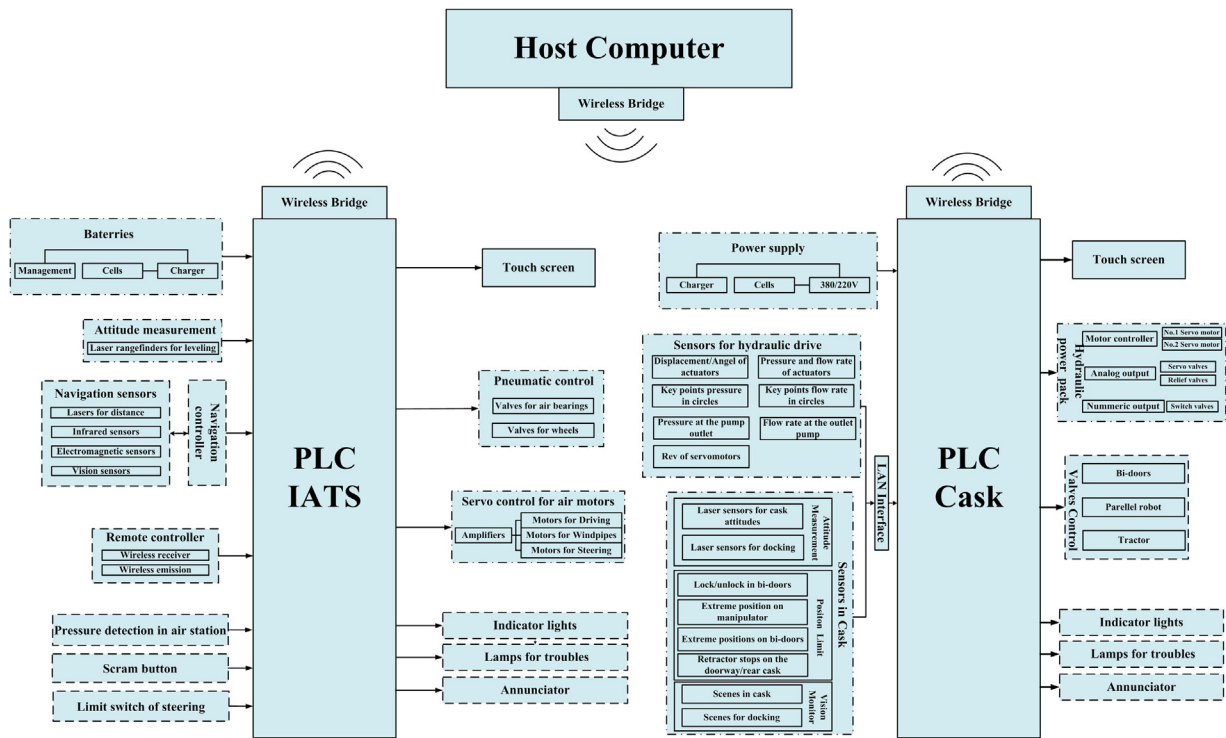 Host Computer
Wireless Bridge
Wireless Bridge
PLC
IATS
Baterries
Management
Cells
Charger
Attitude measurement
Laser rangefinders for leveling
Navigation sensors
Lasers for distance
Infrared sensors
Electromagnetic sensors
Vision sensors
Navigation
controller
Remote controller
Wireless receiver
Wireless emission
Pressure detection in air station
Scram button
Limit switch of steering
Touch screen
Pneumatic control
Valves for air bearings
Valves for wheels
Servo control for air motors
Amplifiers
Motors for Driving
Motors for Windpipes
Motors for Steering
Indicator lights
Lamps for troubles
Annunciator
Wireless Bridge
PLC
Cask
Power supply
Charger
Cells
380/220V
Sensors for hydraulic drive
Displacement/Angel of
actuators
Pressure and flow rate
of actuators
Key points pressure
in circles
Key points flow rate
in circles
Pressure at the pump
outlet
Flow rate at the outlet
pump
Rev of servomotors
LAN Interface
Sensors in Cask
Attitude
Measurement
Laser sensors for cask
attitudes
Laser sensors for docking
Positon Limit
Lock/unlock in bi-doors
Extreme position on
manipulator
Extreme positions on bi-doors
Retractor stops on the
doorway/rear cask
Vision
Monitor
Scenes in cask
Scenes for docking
Touch screen
Hydraulic
power pack
Motor controller
No.1 Servo motor
No.2 Servo motor
Analog output
Servo valves
Relief valves
Nummeric output
Switch valves
Valves Control
Bi-doors
Parellel robot
Tractor
Indicator lights
Lamps for troubles
Annunciator